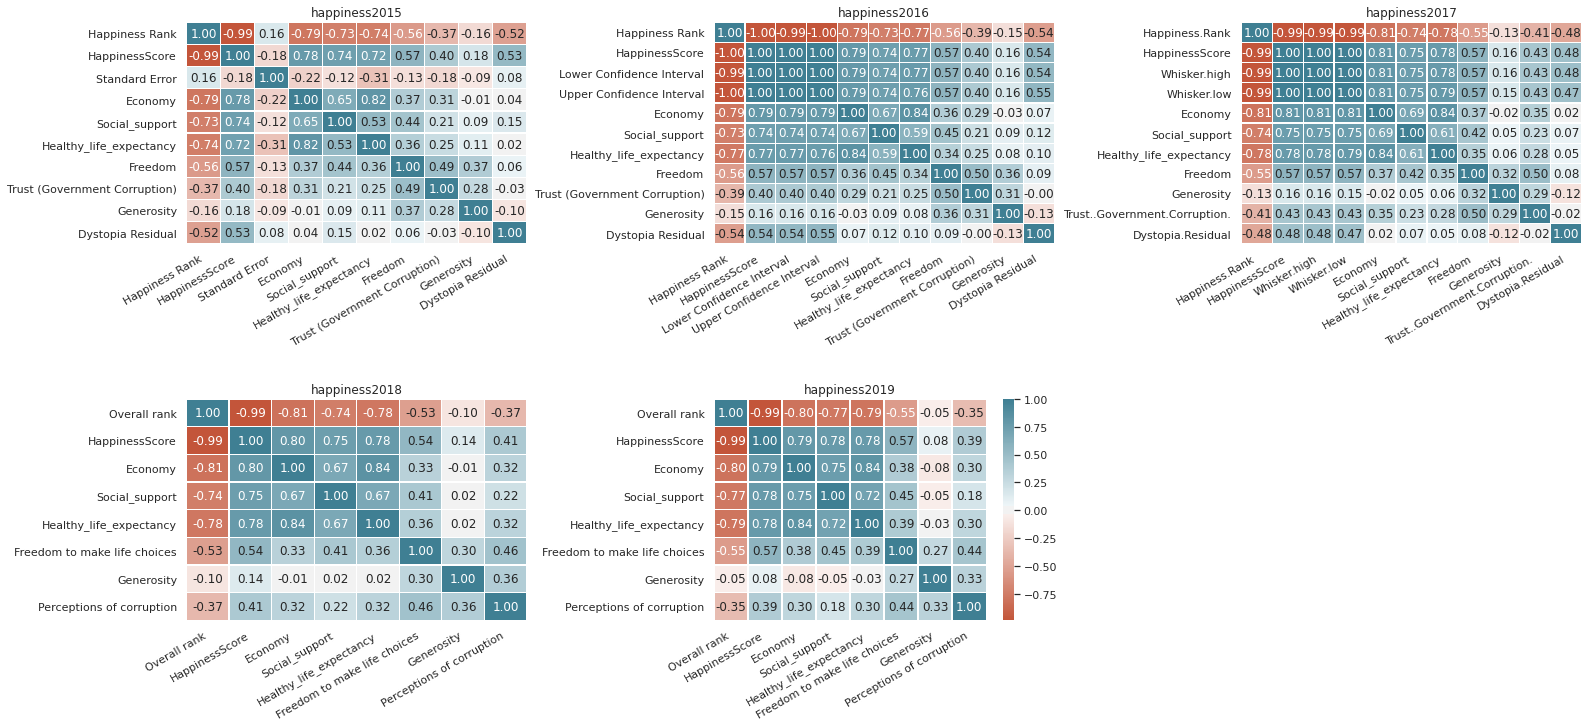 happiness2015
Happiness Rank 1.00 -0.99 0.16 -0.79 -0.73 -0.74 -0.56 -0.37 -0.16 -0.52
HappinessScore -0.99 1.00 -0.18 0.78 0.74 0.72 0.57 0.40 0.18 0.53
Standard Error 0.16 -0.18 1.00 -0.22 -0.12 -0.31 -0.13 -0.18 -0.09 0.08
Economy -0.79 0.78 -0.22 1.00 0.65 0.82 0.37 0.31 -0.01 0.04
Social_support -0.73 0.74 -0.12 0.65 1.00 0.53 0.44 0.21 0.09 0.15
Healthy_life_expectancy -0.74 0.72 -0.31 0.82 0.53 1.00 0.36 0.25 0.11 0.02
Freedom -0.56 0.57 -0.13 0.37 0.44 0.36 1.00 0.49 0.37 0.06
Trust (Government Corruption) -0.37 0.40 -0.18 0.31 0.21 0.25 0.49 1.00 0.28 -0.03
Generosity -0.16 0.18 -0.09 -0.01 0.09 0.11 0.37 0.28 1.00 -0.10
Dystopia Residual -0.52 0.53 0.08 0.04 0.15 0.02 0.06 -0.03 -0.10 1.00
Happiness Rank
HappinessScore
Standard Error
Economy
Social_support
Healthy_life_expectancy
Freedom
Trust (Government Corruption)
Generosity
Dystopia Residual
happiness2016
Happiness Rank 1.00 -1.00 -0.99 -1.00 -0.79 -0.73 -0.77 -0.56 -0.39 -0.15 -0.54
HappinessScore -1.00 1.00 1.00 1.00 0.79 0.74 0.77 0.57 0.40 0.16 0.54
Lower Confidence Interval -0.99 1.00 1.00 1.00 0.79 0.74 0.77 0.57 0.40 0.16 0.54
Upper Confidence Interval -1.00 1.00 1.00 1.00 0.79 0.74 0.76 0.57 0.40 0.16 0.55
Economy -0.79 0.79 0.79 0.79 1.00 0.67 0.84 0.36 0.29 -0.03 0.07
Social_support -0.73 0.74 0.74 0.74 0.67 1.00 0.59 0.45 0.21 0.09 0.12
Healthy_life_expectancy -0.77 0.77 0.77 0.76 0.84 0.59 1.00 0.34 0.25 0.08 0.10
Freedom -0.56 0.57 0.57 0.57 0.36 0.45 0.34 1.00 0.50 0.36 0.09
Trust (Government Corruption) -0.39 0.40 0.40 0.40 0.29 0.21 0.25 0.50 1.00 0.31 -0.00
Generosity -0.15 0.16 0.16 0.16 -0.03 0.09 0.08 0.36 0.31 1.00 -0.13
Dystopia Residual -0.54 0.54 0.54 0.55 0.07 0.12 0.10 0.09 -0.00 -0.13 1.00
Happiness Rank
HappinessScore
Lower Confidence Interval
Upper Confidence Interval
Economy
Social_support
Healthy_life_expectancy
Freedom
Trust (Government Corruption)
Generosity
Dystopia Residual
happiness2017
Happiness.Rank 1.00 -0.99 -0.99 -0.99 -0.81 -0.74 -0.78 -0.55 -0.13 -0.41 -0.48
HappinessScore -0.99 1.00 1.00 1.00 0.81 0.75 0.78 0.57 0.16 0.43 0.48
Whisker.high -0.99 1.00 1.00 1.00 0.81 0.75 0.78 0.57 0.16 0.43 0.48
Whisker.low -0.99 1.00 1.00 1.00 0.81 0.75 0.79 0.57 0.15 0.43 0.47
Economy -0.81 0.81 0.81 0.81 1.00 0.69 0.84 0.37 -0.02 0.35 0.02
Social_support -0.74 0.75 0.75 0.75 0.69 1.00 0.61 0.42 0.05 0.23 0.07
Healthy_life_expectancy -0.78 0.78 0.78 0.79 0.84 0.61 1.00 0.35 0.06 0.28 0.05
Freedom -0.55 0.57 0.57 0.57 0.37 0.42 0.35 1.00 0.32 0.50 0.08
Generosity -0.13 0.16 0.16 0.15 -0.02 0.05 0.06 0.32 1.00 0.29 -0.12
Trust..Government.Corruption. -0.41 0.43 0.43 0.43 0.35 0.23 0.28 0.50 0.29 1.00 -0.02
Dystopia.Residual -0.48 0.48 0.48 0.47 0.02 0.07 0.05 0.08 -0.12 -0.02 1.00
Happiness.Rank
HappinessScore
Whisker.high
Whisker.low
Economy
Social_support
Healthy_life_expectancy
Freedom
Generosity
Trust..Government.Corruption.
Dystopia.Residual
happiness2018
Overall rank 1.00 -0.99 -0.81 -0.74 -0.78 -0.53 -0.10 -0.37
HappinessScore -0.99 1.00 0.80 0.75 0.78 0.54 0.14 0.41
Economy -0.81 0.80 1.00 0.67 0.84 0.33 -0.01 0.32
Social_support -0.74 0.75 0.67 1.00 0.67 0.41 0.02 0.22
Healthy_life_expectancy -0.78 0.78 0.84 0.67 1.00 0.36 0.02 0.32
Freedom to make life choices -0.53 0.54 0.33 0.41 0.36 1.00 0.30 0.46
Generosity -0.10 0.14 -0.01 0.02 0.02 0.30 1.00 0.36
Perceptions of corruption -0.37 0.41 0.32 0.22 0.32 0.46 0.36 1.00
Overall rank
HappinessScore
Economy
Social_support
Healthy_life_expectancy
Freedom to make life choices
Generosity
Perceptions of corruption
happiness2019
Overall rank 1.00 -0.99 -0.80 -0.77 -0.79 -0.55 -0.05 -0.35
HappinessScore -0.99 1.00 0.79 0.78 0.78 0.57 0.08 0.39
Economy -0.80 0.79 1.00 0.75 0.84 0.38 -0.08 0.30
Social_support -0.77 0.78 0.75 1.00 0.72 0.45 -0.05 0.18
Healthy_life_expectancy -0.79 0.78 0.84 0.72 1.00 0.39 -0.03 0.30
Freedom to make life choices -0.55 0.57 0.38 0.45 0.39 1.00 0.27 0.44
Generosity -0.05 0.08 -0.08 -0.05 -0.03 0.27 1.00 0.33
Perceptions of corruption -0.35 0.39 0.30 0.18 0.30 0.44 0.33 1.00
Overall rank
HappinessScore
Economy
Social_support
Healthy_life_expectancy
Freedom to make life choices
Generosity
Perceptions of corruption
1.00
0.75
0.50
0.25
0.00
−0.25
−0.50
−0.75